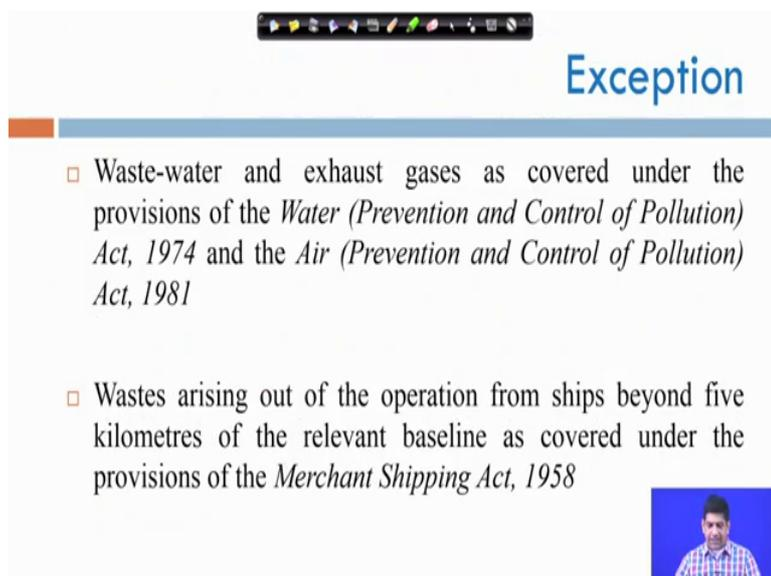 Exception
Waste-water and exhaust gases as covered under the
provisions of the Water (Prevention and Control of Pollution)
Act, 1974 and the Air (Prevention and Control of Pollution)
Act, 1981
Wastes arising out of the operation from ships beyond five
kilometres of the relevant baseline as covered under the
provisions of the Merchant Shipping Act, 1958